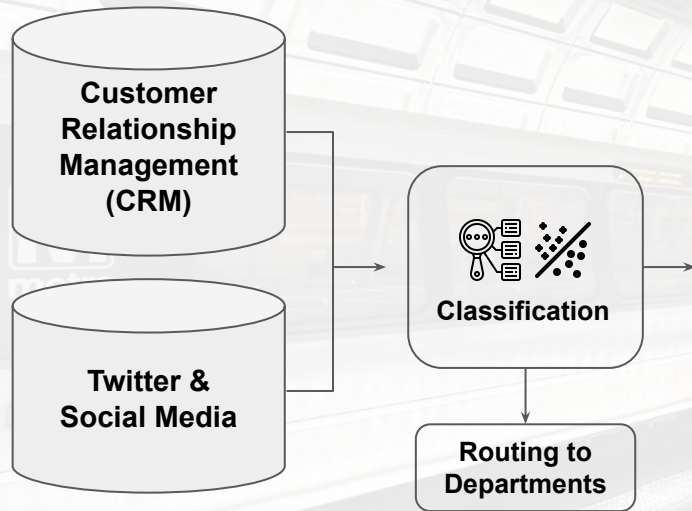 Customer
Relationship
Management
(CRM)
Twitter &
Social Media
Classification
Routing to
Departments